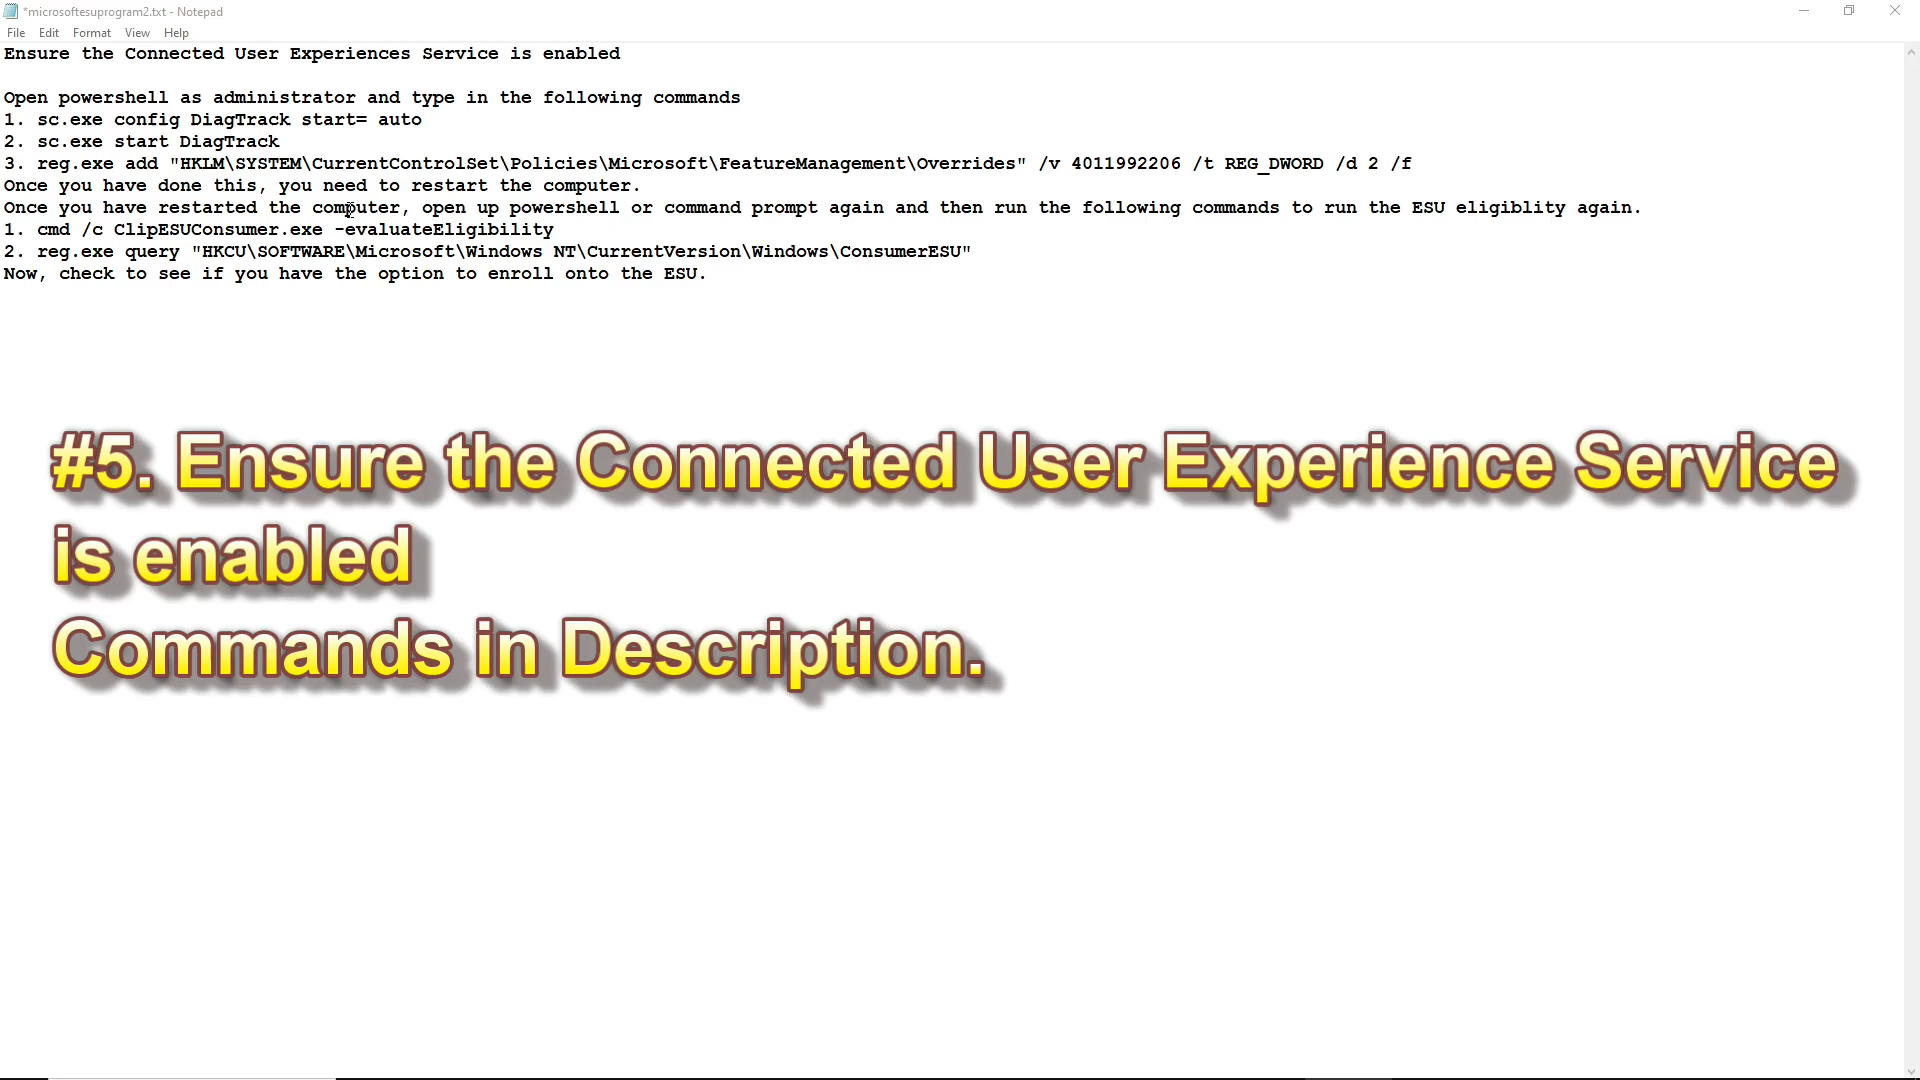 *microsoftesuprogram2.txt - Notepad
File Edit Format View Help
Ensure the Connected User Experiences Service is enabled
Open powershell as administrator and type in the following commands
1. sc.exe config DiagTrack start= auto
2. sc.exe start DiagTrack
3. reg.exe add "HKLM\SYSTEM\CurrentControlSet\Policies\Microsoft\FeatureManagement\Overrides" /v 4011992206 /t REG_DWORD /d 2 /f
Once you have done this, you need to restart the computer.
Once you have restarted the computer, open up powershell or command prompt again and then run the following commands to run the ESU eligiblity again.
1. cmd /c ClipESUConsumer.exe -evaluateEligibility
2. reg.exe query "HKCU\SOFTWARE\Microsoft\Windows NT\CurrentVersion\Windows\ConsumerESU"
Now, check to see if you have the option to enroll onto the ESU.
#5. Ensure the Connected User Experience Service
is enabled
Commands in Description.